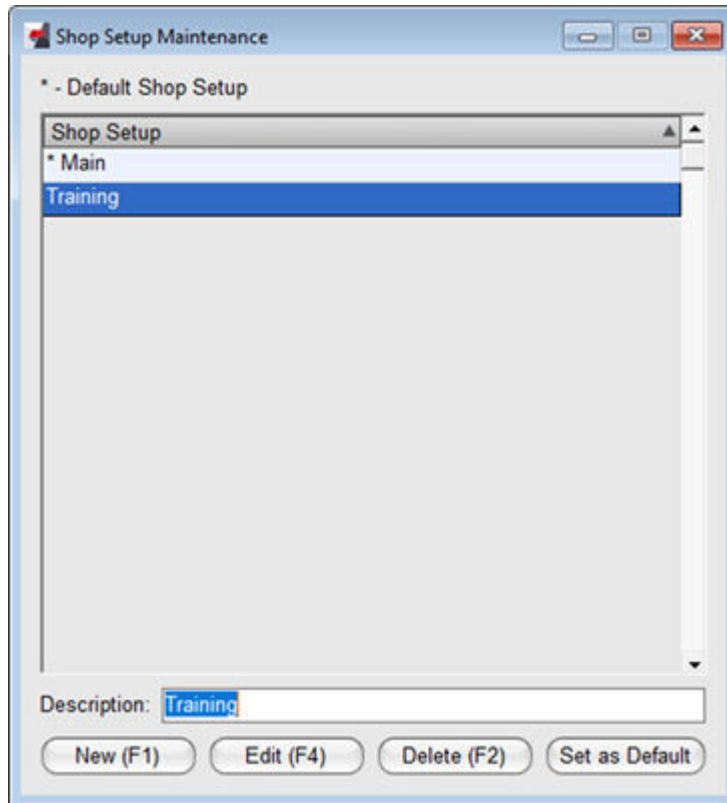 Shop Setup Maintenance
* - Default Shop Setup
Shop Setup
* Main
Training
Description: Training
New (F1) Edit (F4) Delete (F2) Set as Default